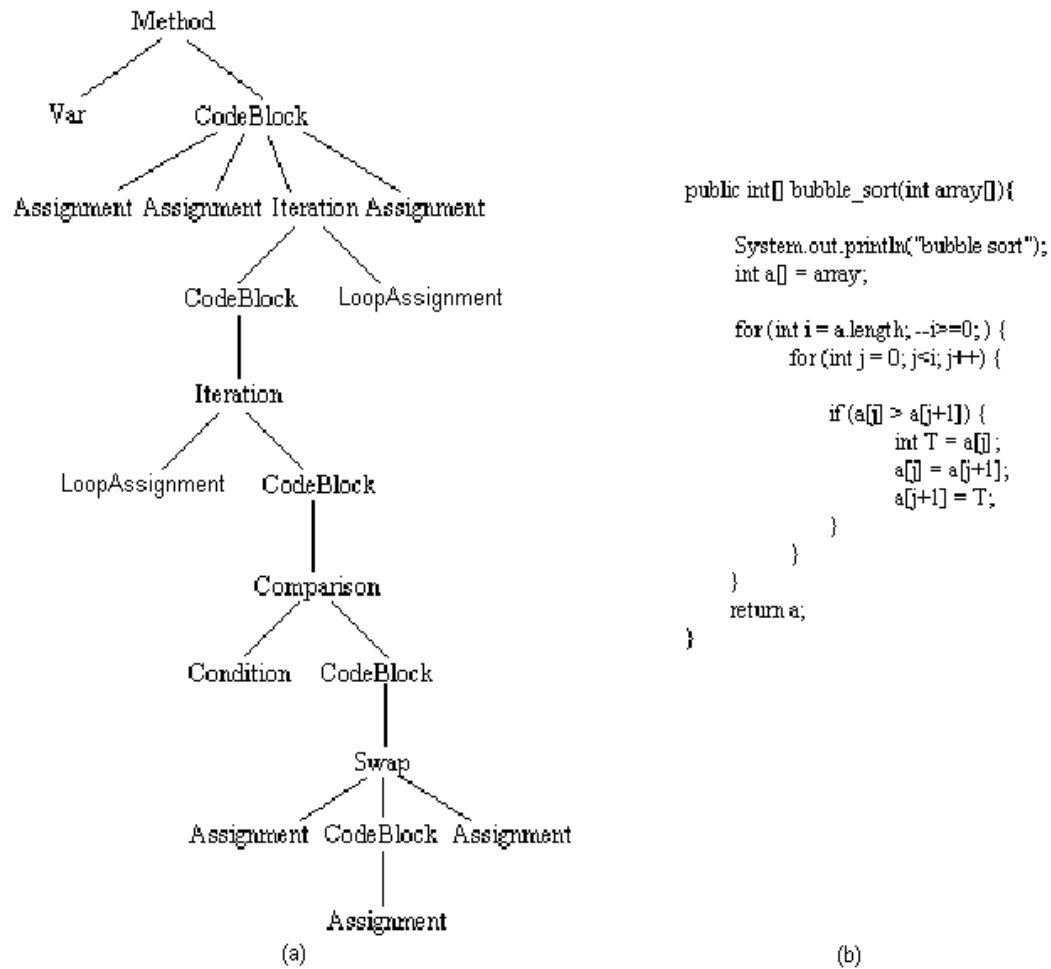 Method
Var CodeBlock
Assignment Assignment Iteration Assignment
CodeBlock LoopAssignment
Iteration
LoopAssignment CodeBlock
Comparison
Condition CodeBlock
Swap
Assignment CodeBlock Assignment
Assignment
(a)
public int[] bubble_sort(int array[]){
System.out.println("bubble sort");
int a[] = array;
for (int i = a.length; --i>=0; ) {
for (int j = 0; j<i; j++) {
if (a[j] > a[j+1]) {
int T = a[j];
a[j] = a[j+1];
a[j+1] = T;
}
}
}
return a;
}
(b)